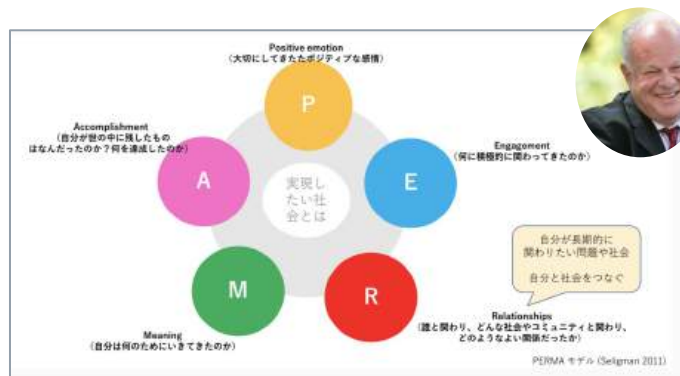 Positive emotion
（大切にしてきたたポジティブな感情）
P
Accomplishment
（自分が世の中に残したもの
はなんだったのか？何を達成したのか）
A
Engagement
（何に積極的に関わってきたのか）
E
実現し
たい社
会とは
自分が長期的に
関わりたい問題や社会
自分と社会をつなぐ
M
R
Meaning
（自分は何のためにいきてきたのか）
Relationships
（誰と関わり、どんな社会やコミュニティと関わり、
どのようなよい関係だったか）
PERMA モデル (Seligman 2011)